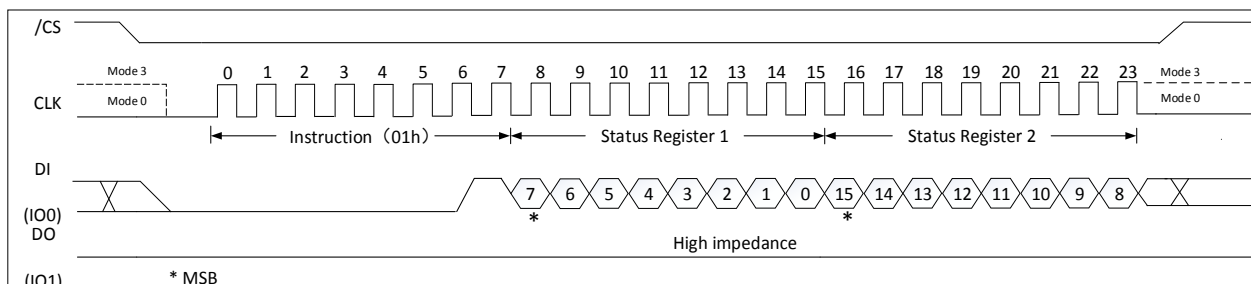 /CS
Mode 3
0 1 2 3 4 5 6 7 8 9 10 11 12 13 14 15 16 17 18 19 20 21 22 23
Mode 3
CLK
Mode 0
Mode 0
Instruction（01h）
Status Register 1
Status Register 2
DI
(IO0)
7 6 5 4 3 2 1 0 15 14 13 12 11 10 9 8
* *
DO
High impedance
(IO1)
* MSB